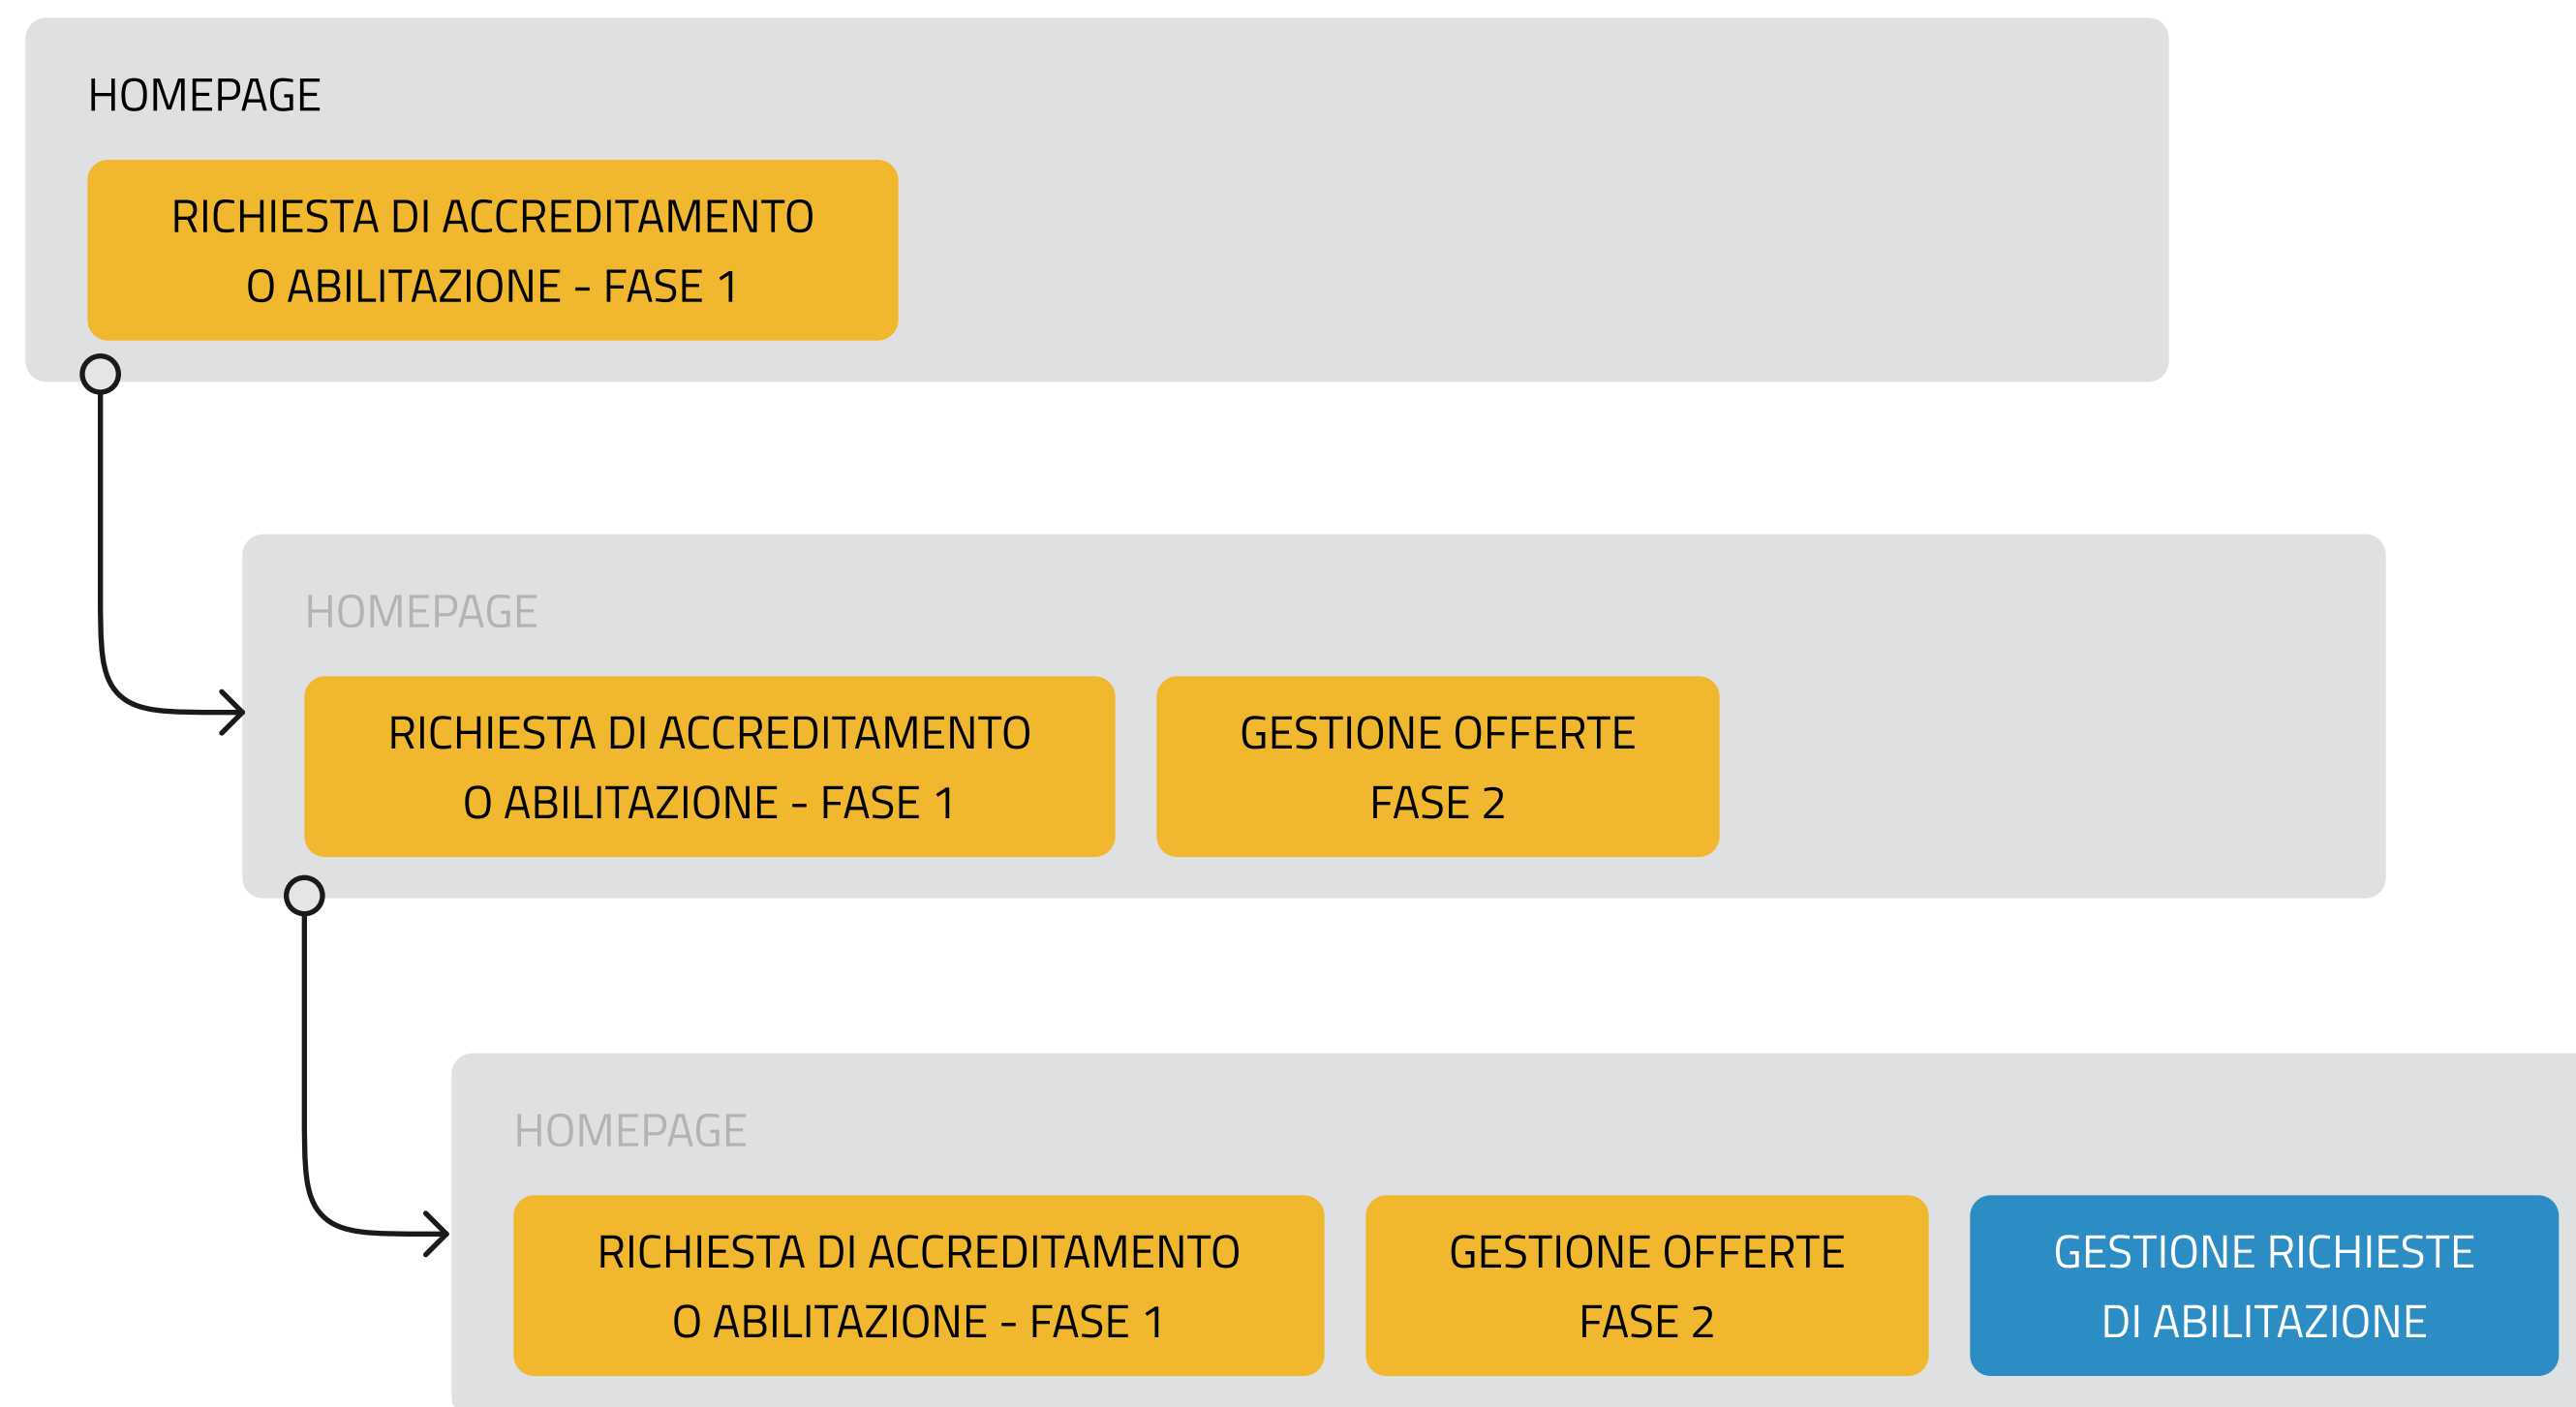 HOMEPAGE
RICHIESTA DI ACCREDITAMENTO
O ABILITAZIONE - FASE 1
HOMEPAGE
RICHIESTA DI ACCREDITAMENTO
O ABILITAZIONE - FASE 1
GESTIONE OFFERTE
FASE 2
HOMEPAGE
RICHIESTA DI ACCREDITAMENTO
O ABILITAZIONE - FASE 1
GESTIONE OFFERTE
FASE 2
GESTIONE RICHIESTE
DI ABILITAZIONE